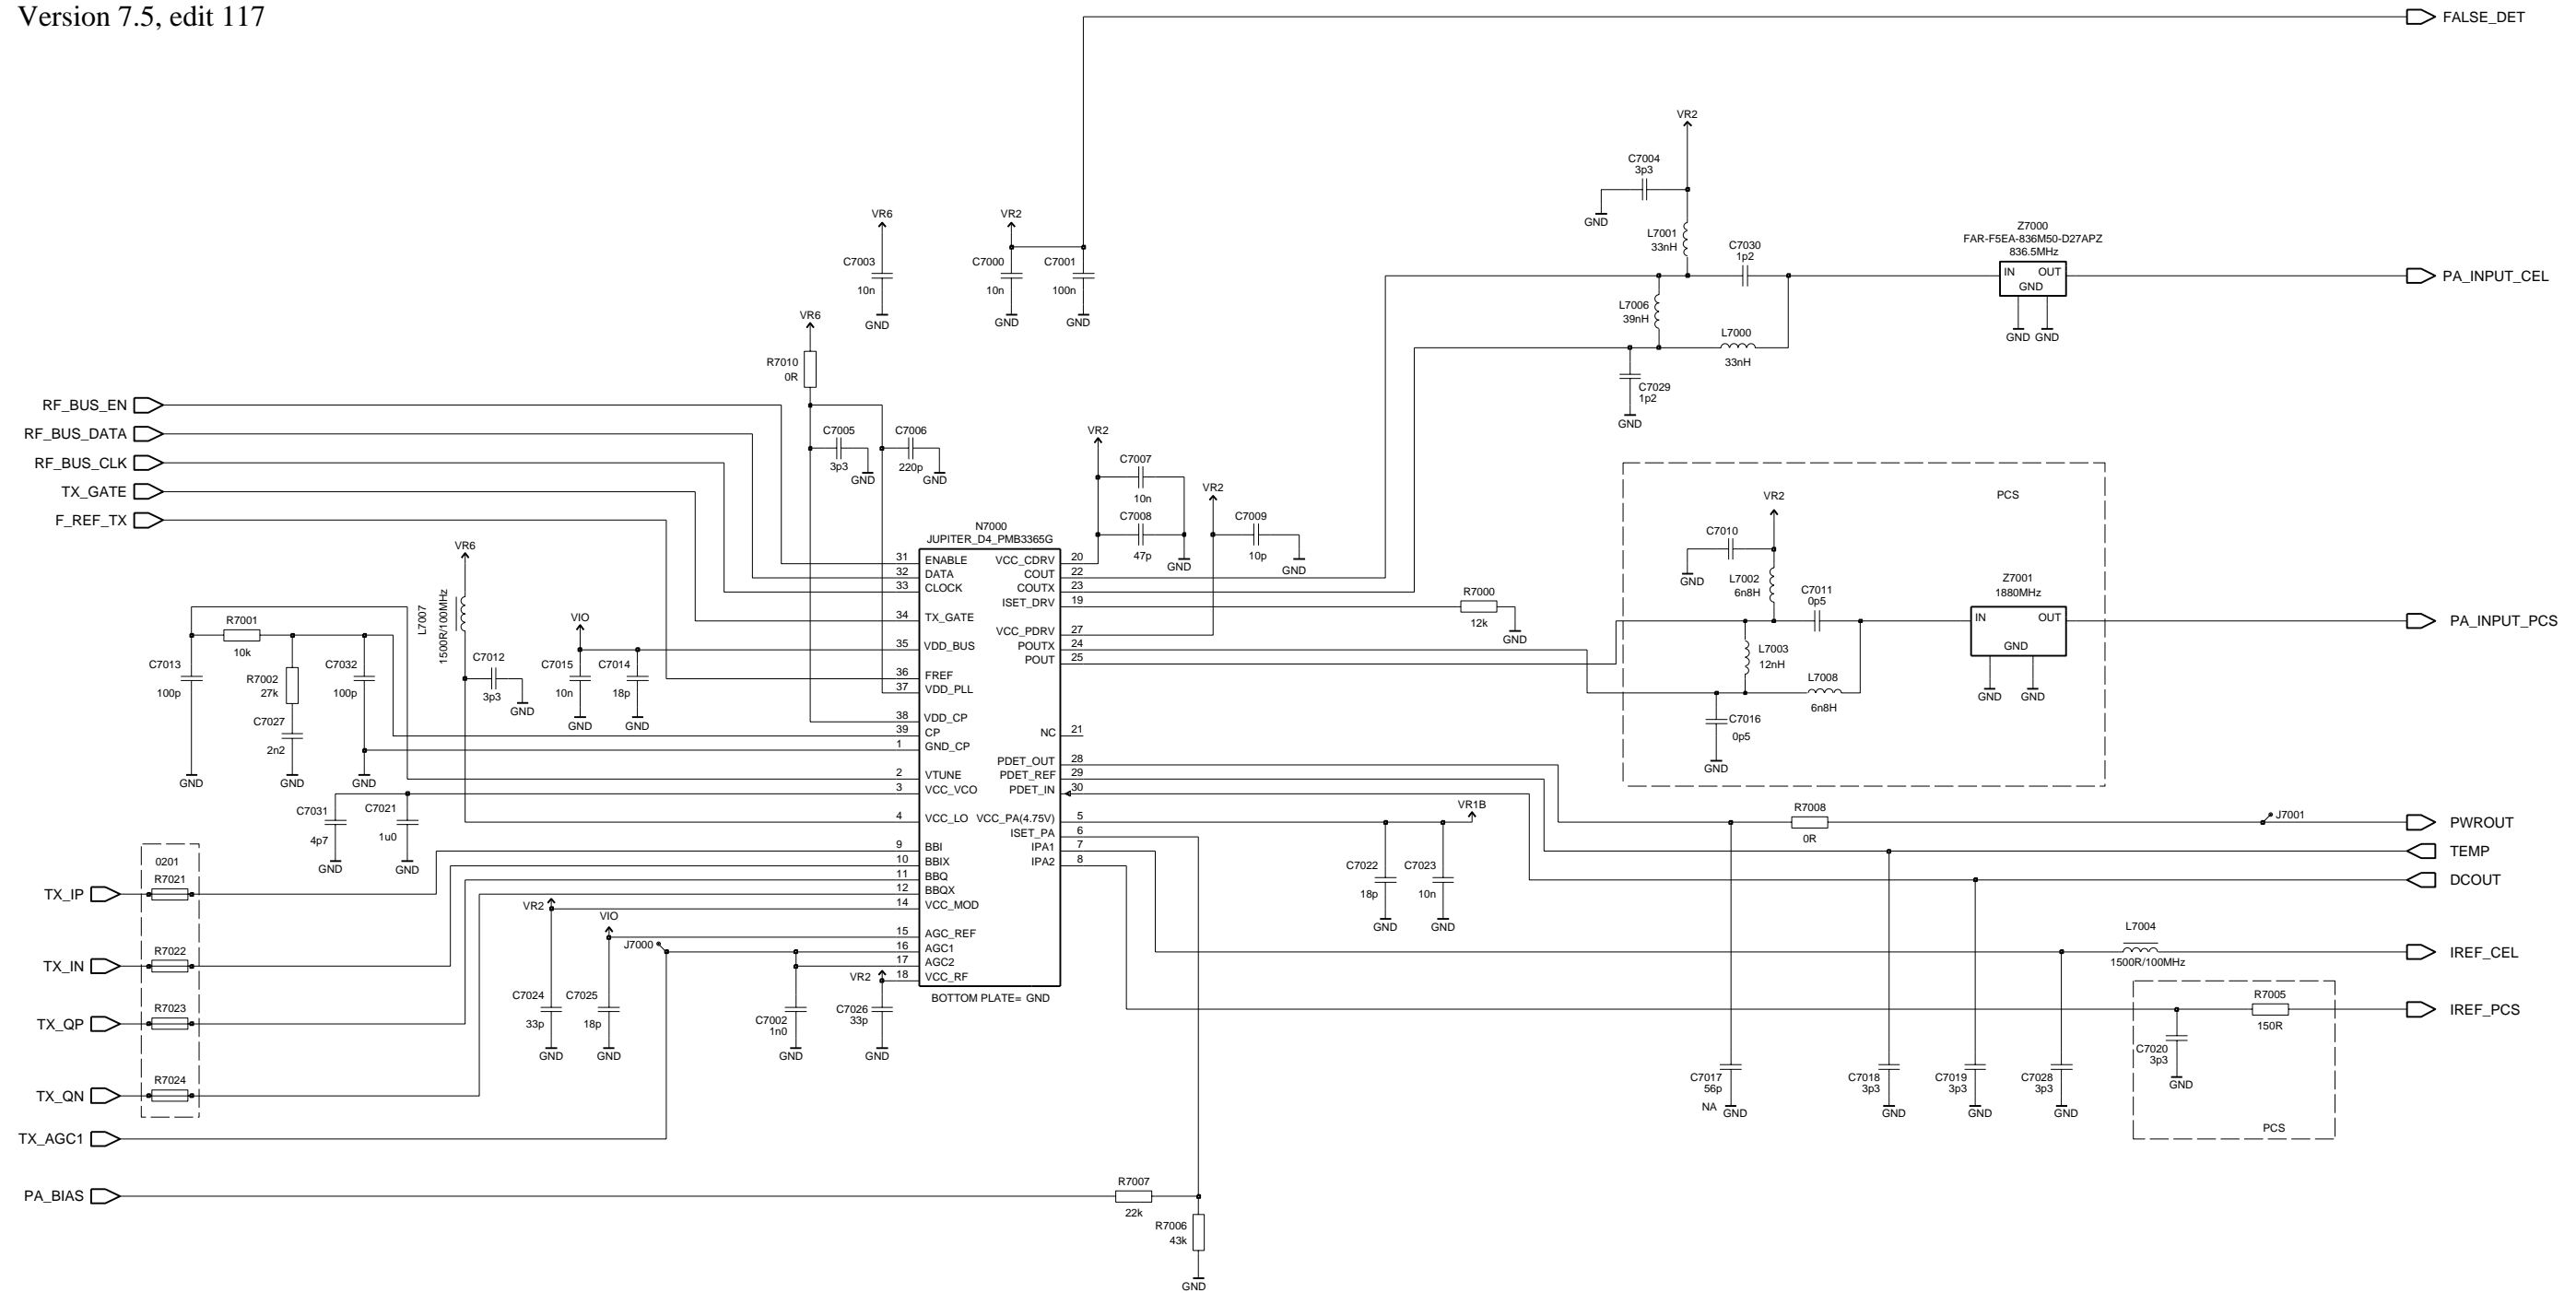 Version 7.5, edit 117
FALSE_DET
VR2
C7004
3p3
GND
L7001
33nH
C7030
1p2
Z7000
FAR-F5EA-836M50-D27APZ
836.5MHz
IN OUT
GND
GND GND
PA_INPUT_CEL
L7006
39nH
L7000
33nH
C7029
1p2
GND
VR6
C7003
10n
GND
VR2
C7000
10n
GND
C7001
100n
GND
VR6
R7010
0R
C7005
3p3
GND
C7006
220p
GND
RF_BUS_EN
RF_BUS_DATA
RF_BUS_CLK
TX_GATE
F_REF_TX
VR2
C7007
10n
C7008
47p
GND
VR2
C7009
10p
GND
PCS
VR2
C7010
GND
L7002
6n8H
C7011
0p5
Z7001
1880MHz
IN OUT
GND
GND GND
PA_INPUT_PCS
L7003
12nH
L7008
6n8H
C7016
0p5
GND
R7000
12k
GND
N7000
JUPITER_D4_PMB3365G
31 ENABLE
32 DATA
33 CLOCK
34 TX_GATE
35 VDD_BUS
36 FREF
37 VDD_PLL
38 VDD_CP
39 CP
1 GND_CP
2 VTUNE
3 VCC_VCO
4 VCC_LO
9 BBI
10 BBIX
11 BBQ
12 BBQX
14 VCC_MOD
15 AGC_REF
16 AGC1
17 AGC2
18 VCC_RF
VCC_CDRV 20
COUT 22
COUTX 23
ISET_DRV 19
VCC_PDRV 27
POUTX 24
POUT 25
NC 21
PDET_OUT 28
PDET_REF 29
PDET_IN 30
VCC_PA(4.75V) 5
ISET_PA 6
IPA1 7
IPA2 8
BOTTOM PLATE= GND
VR6
L7007
1500R/100MHz
C7012
3p3
GND
R7001
10k
C7013
100p
GND
R7002
27k
C7027
2n2
GND
C7032
100p
GND
VIO
C7015
10n
GND
C7014
18p
GND
C7031
4p7
GND
C7021
1u0
GND
0201
R7021
R7022
R7023
R7024
TX_IP
TX_IN
TX_QP
TX_QN
TX_AGC1
PA_BIAS
VR2
VIO
J7000
C7024
33p
GND
C7025
18p
GND
C7002
1n0
GND
VR2
C7026
33p
GND
VR1B
C7022
18p
GND
C7023
10n
GND
R7008
0R
J7001
PWROUT
TEMP
DCOUT
L7004
1500R/100MHz
IREF_CEL
R7005
150R
IREF_PCS
C7020
3p3
GND
PCS
C7017
56p
NA
GND
C7018
3p3
GND
C7019
3p3
GND
C7028
3p3
GND
R7007
22k
R7006
43k
GND